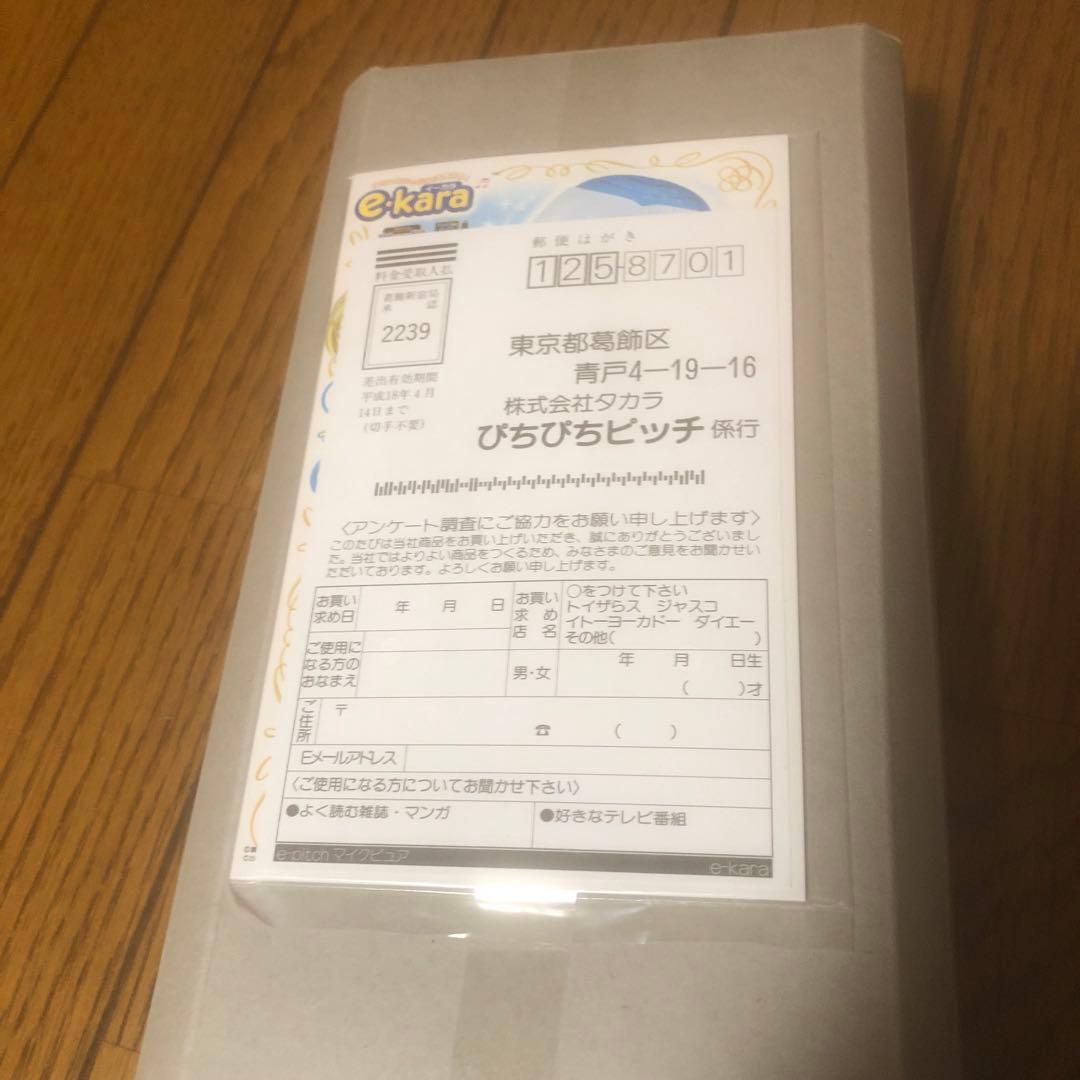 e-kara
イーカラ
郵便はがき
料金受取人払
125-8701
葛飾新宿局
承 認
2239
差出有効期間
平成18年4月
14日まで
(切手不要)
東京都葛飾区
青戸4-19-16
株式会社タカラ
ぴちぴちピッチ 係行
〈アンケート調査にご協力をお願い申し上げます〉
このたびは当社商品をお買い上げいただき、誠にありがとうございまし
た。当社ではよりよい商品をつくるため、みなさまのご意見をお聞かせい
ただいております。よろしくお願い申し上げます。
お買い求め日 年 月 日
お買い求め店名
○をつけて下さい
トイザらス ジャスコ
イトーヨーカドー ダイエー
その他( )
ご使用になる方のおなまえ
男・女
年 月 日生
( )才
ご住所 〒
☎ ( )
Eメールアドレス
〈ご使用になる方についてお聞かせ下さい〉
●よく読む雑誌・マンガ
●好きなテレビ番組
e-pitch マイクピュア
e-kara